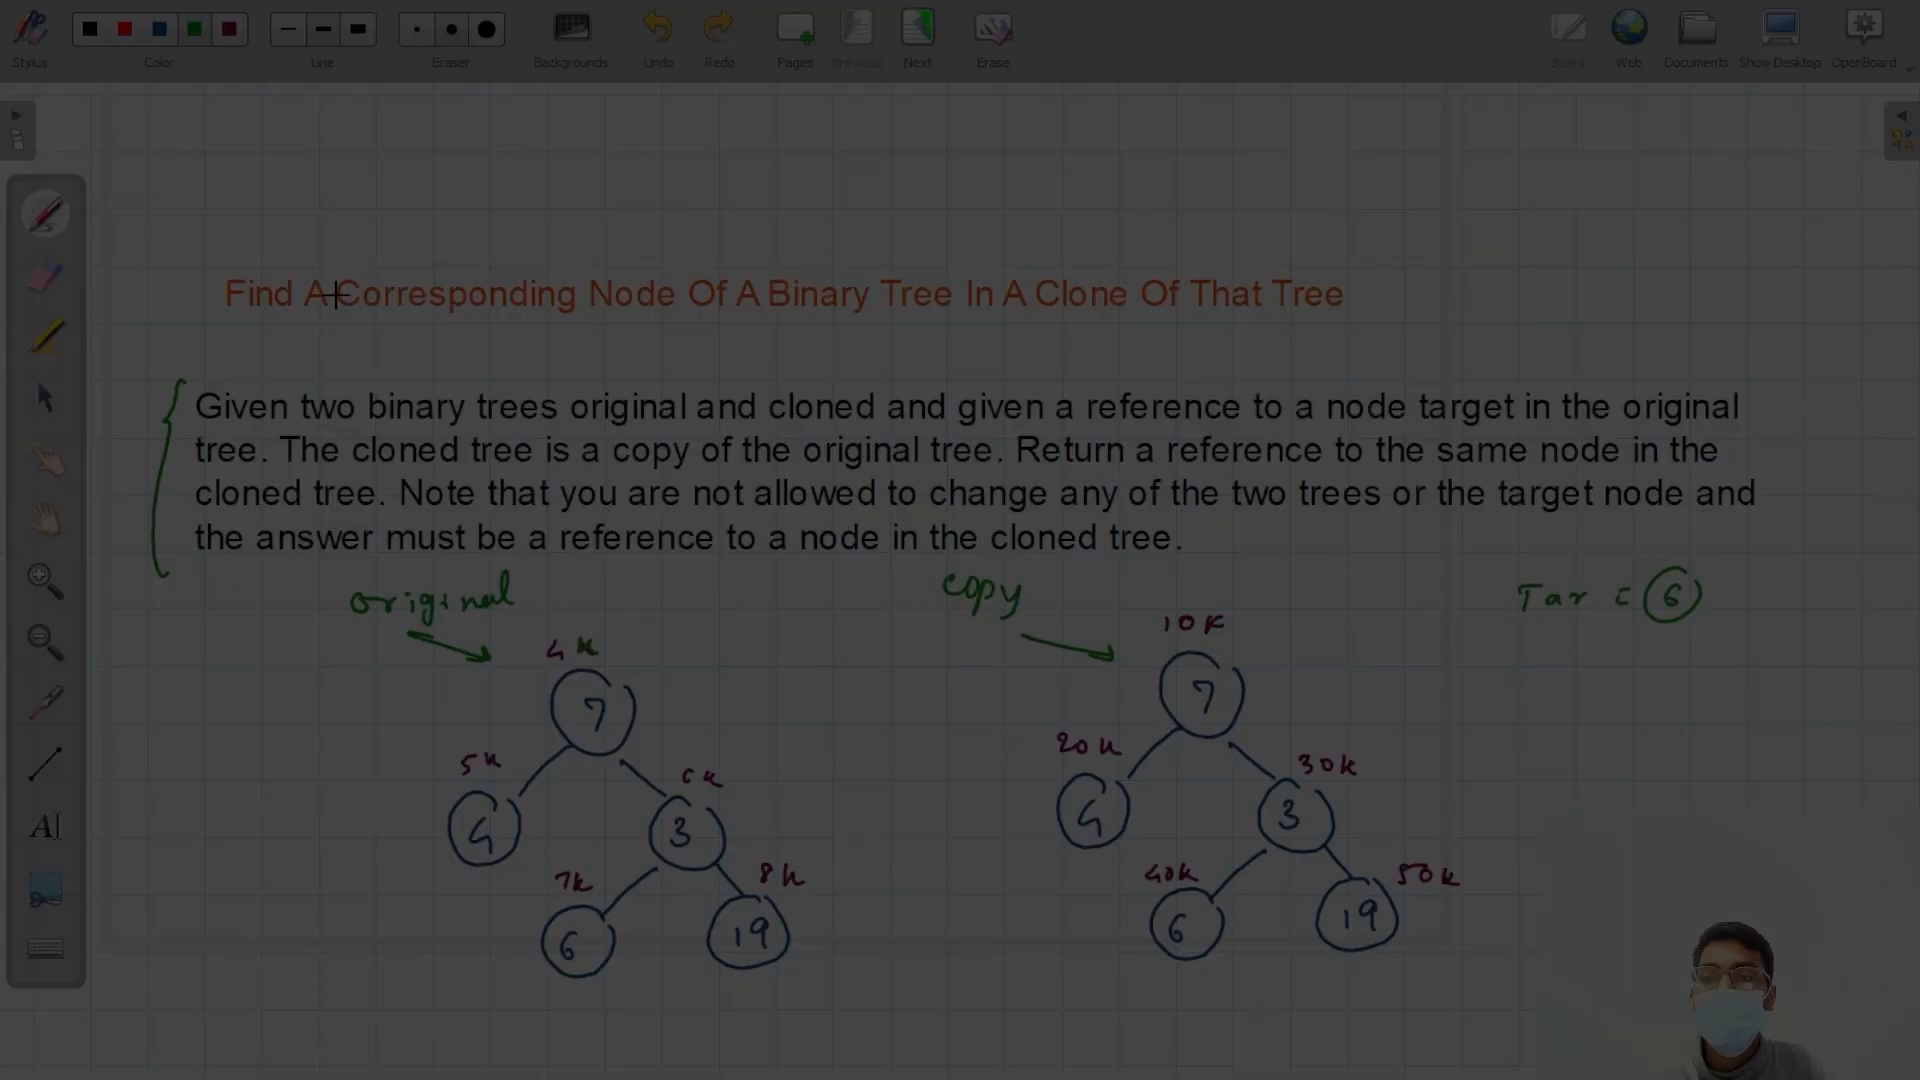 Stylus Color Line Eraser Backgrounds Undo Redo Pages Previous Next Erase Board Web Documents Show Desktop OpenBoard
Find A Corresponding Node Of A Binary Tree In A Clone Of That Tree
Given two binary trees original and cloned and given a reference to a node target in the original
tree. The cloned tree is a copy of the original tree. Return a reference to the same node in the
cloned tree. Note that you are not allowed to change any of the two trees or the target node and
the answer must be a reference to a node in the cloned tree.
original
copy
Tar = 6
4K
7
5K
6K
4
3
7K
8K
6
19
10K
7
20K
30K
4
3
40K
50K
6
19
AI